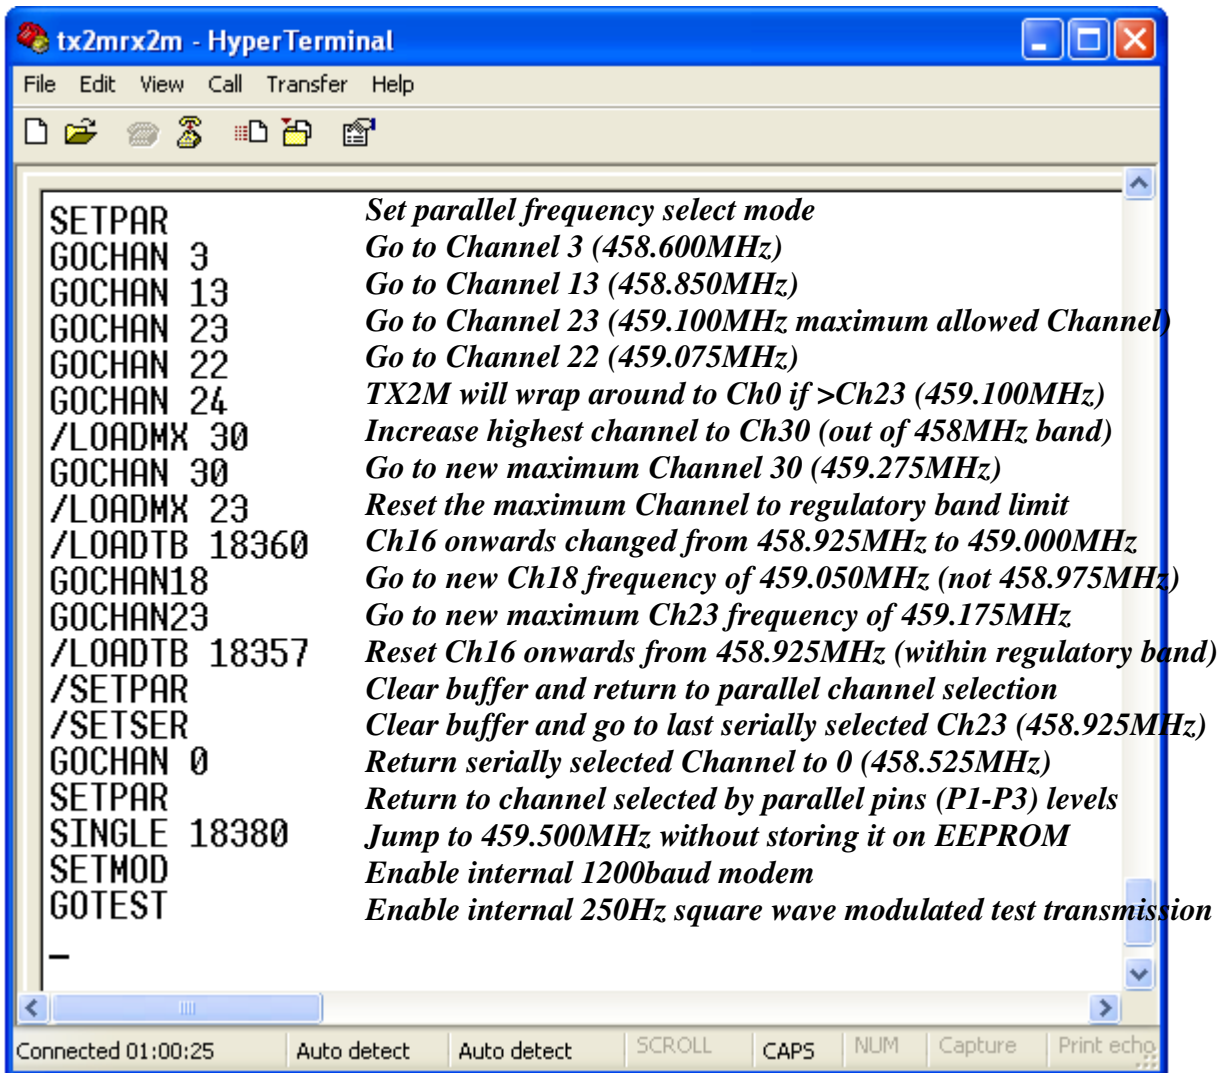 tx2mrx2m - HyperTerminal
File Edit View Call Transfer Help
SETPAR Set parallel frequency select mode
GOCHAN 3 Go to Channel 3 (458.600MHz)
GOCHAN 13 Go to Channel 13 (458.850MHz)
GOCHAN 23 Go to Channel 23 (459.100MHz maximum allowed Channel)
GOCHAN 22 Go to Channel 22 (459.075MHz)
GOCHAN 24 TX2M will wrap around to Ch0 if >Ch23 (459.100MHz)
/LOADMX 30 Increase highest channel to Ch30 (out of 458MHz band)
GOCHAN 30 Go to new maximum Channel 30 (459.275MHz)
/LOADMX 23 Reset the maximum Channel to regulatory band limit
/LOADTB 18360 Ch16 onwards changed from 458.925MHz to 459.000MHz
GOCHAN18 Go to new Ch18 frequency of 459.050MHz (not 458.975MHz)
GOCHAN23 Go to new maximum Ch23 frequency of 459.175MHz
/LOADTB 18357 Reset Ch16 onwards from 458.925MHz (within regulatory band)
/SETPAR Clear buffer and return to parallel channel selection
/SETSER Clear buffer and go to last serially selected Ch23 (458.925MHz)
GOCHAN 0 Return serially selected Channel to 0 (458.525MHz)
SETPAR Return to channel selected by parallel pins (P1-P3) levels
SINGLE 18380 Jump to 459.500MHz without storing it on EEPROM
SETMOD Enable internal 1200baud modem
GOTEST Enable internal 250Hz square wave modulated test transmission
_
Connected 01:00:25 Auto detect Auto detect SCROLL CAPS NUM Capture Print echo